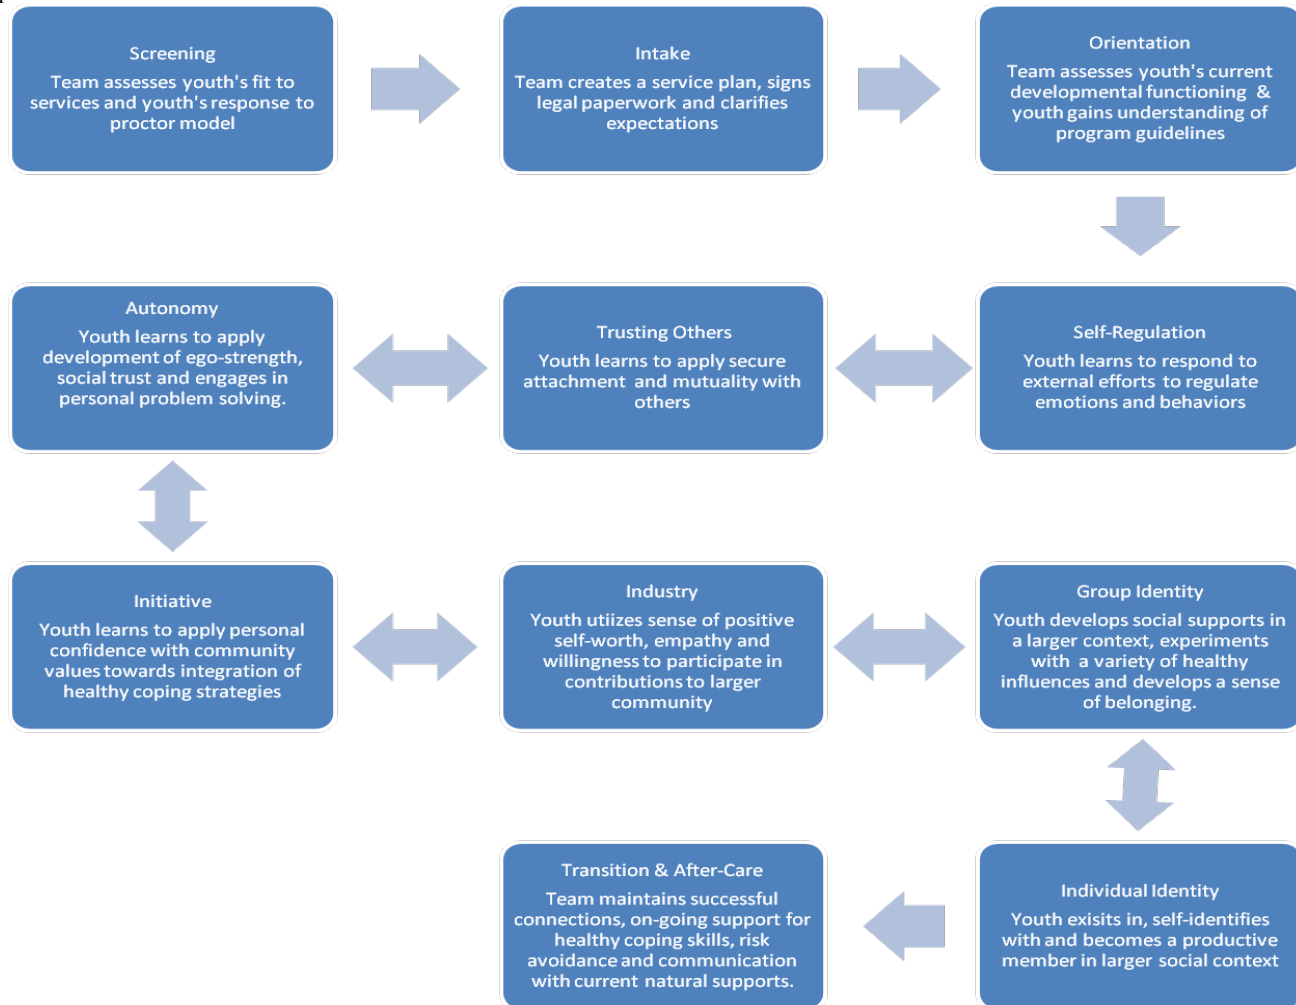 Screening
Team assesses youth's fit to
services and youth's response to
proctor model
Intake
Team creates a service plan, signs
legal paperwork and clarifies
expectations
Orientation
Team assesses youth's current
developmental functioning &
youth gains understanding of
program guidelines
Autonomy
Youth learns to apply
development of ego-strength,
social trust and engages in
personal problem solving.
Trusting Others
Youth learns to apply secure
attachment and mutuality with
others
Self-Regulation
Youth learns to respond to
external efforts to regulate
emotions and behaviors
Initiative
Youth learns to apply personal
confidence with community
values towards integration of
healthy coping strategies
Industry
Youth utiizes sense of positive
self-worth, empathy and
willingness to participate in
contributions to larger
community
Group Identity
Youth develops social supports in
a larger context, experiments
with a variety of healthy
influences and develops a sense
of belonging.
Transition & After-Care
Team maintains successful
connections, on-going support for
healthy coping skills, risk
avoidance and communication
with current natural supports.
Individual Identity
Youth exisits in, self-identifies
with and becomes a productive
member in larger social context